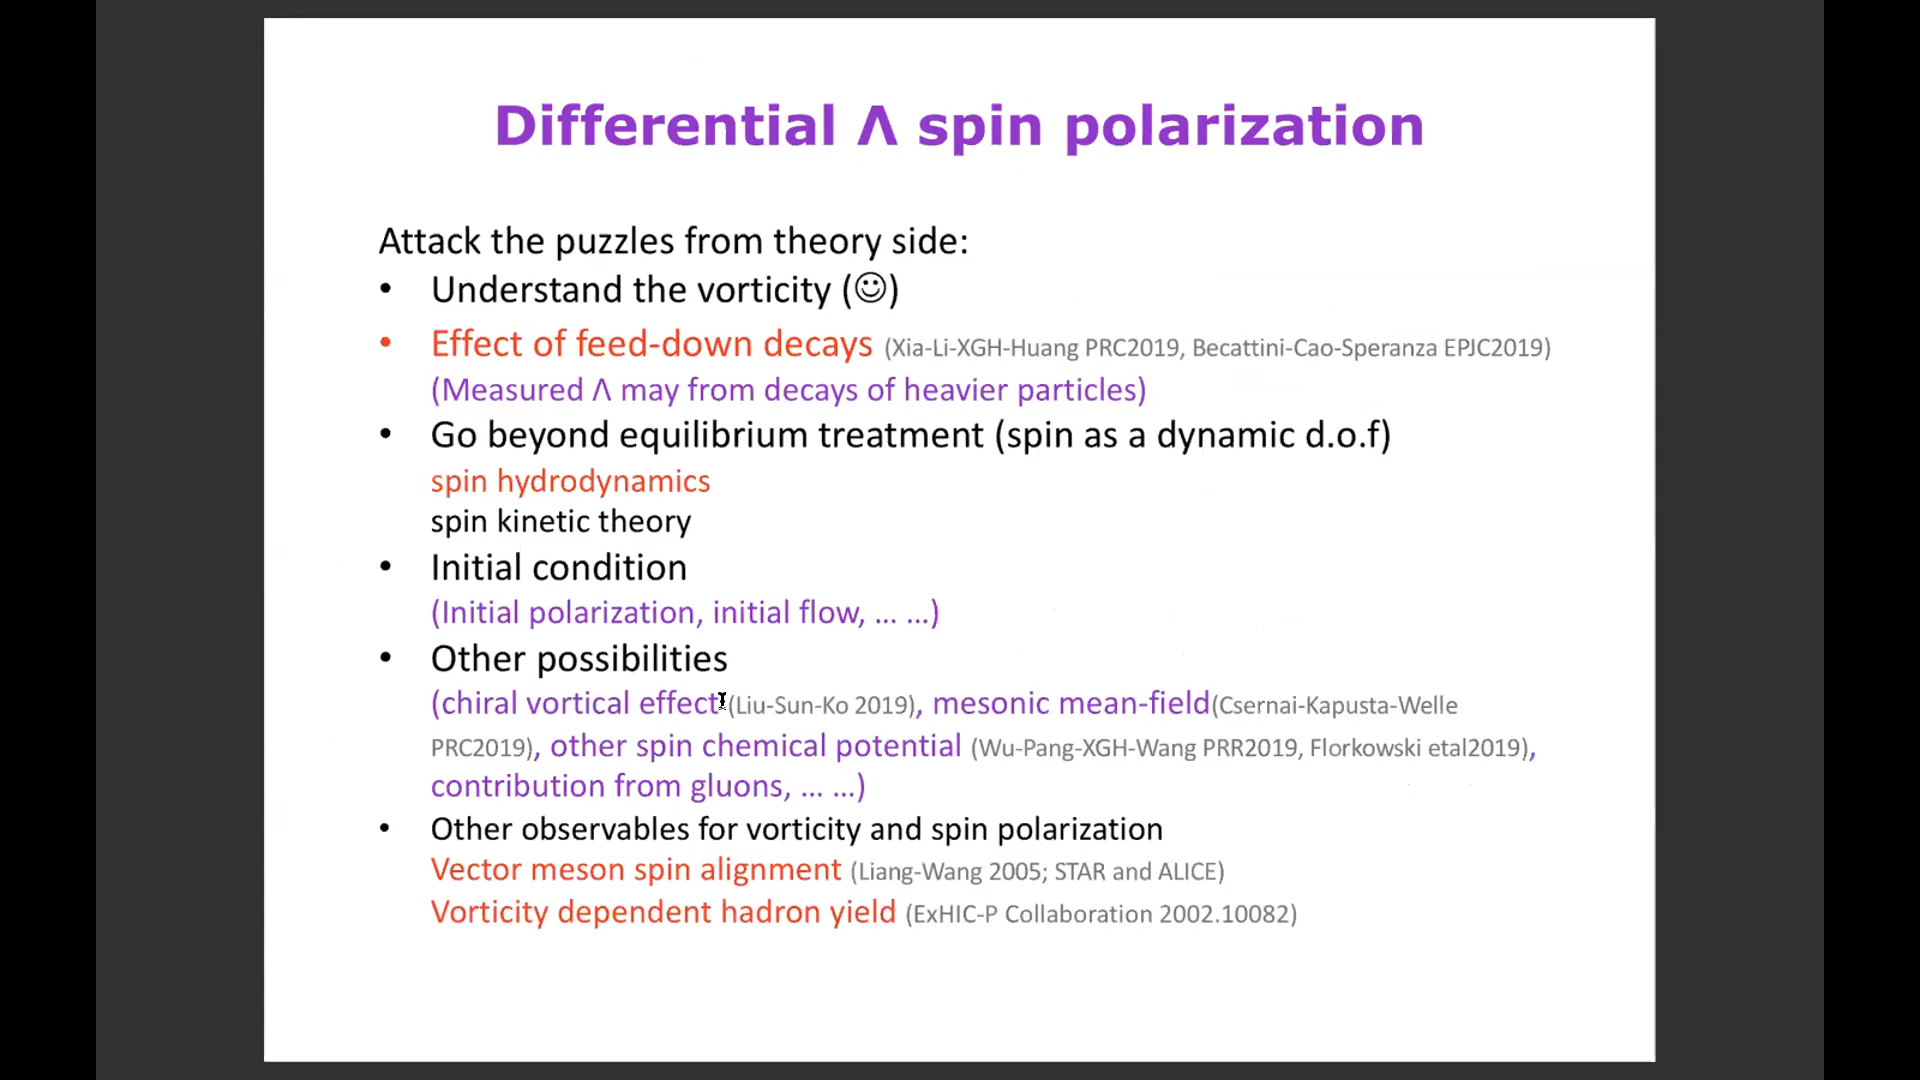 Differential Λ spin polarization
Attack the puzzles from theory side:
• Understand the vorticity (☺)
• Effect of feed-down decays (Xia-Li-XGH-Huang PRC2019, Becattini-Cao-Speranza EPJC2019)
(Measured Λ may from decays of heavier particles)
• Go beyond equilibrium treatment (spin as a dynamic d.o.f)
spin hydrodynamics
spin kinetic theory
• Initial condition
(Initial polarization, initial flow, … …)
• Other possibilities
(chiral vortical effect(Liu-Sun-Ko 2019), mesonic mean-field(Csernai-Kapusta-Welle
PRC2019), other spin chemical potential (Wu-Pang-XGH-Wang PRR2019, Florkowski etal2019),
contribution from gluons, … …)
• Other observables for vorticity and spin polarization
Vector meson spin alignment (Liang-Wang 2005; STAR and ALICE)
Vorticity dependent hadron yield (ExHIC-P Collaboration 2002.10082)